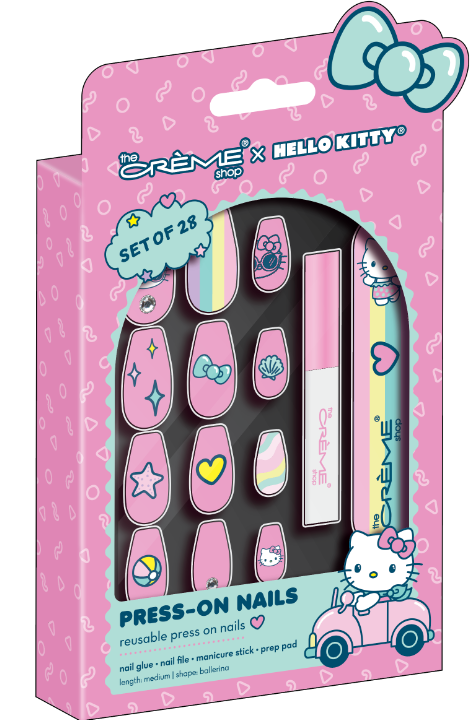 the CRÈME shop® × HELLO KITTY®
SET OF 28
the CRÈME shop
the CRÈME shop
PRESS-ON NAILS
reusable press on nails
nail glue • nail file • manicure stick • prep pad
length: medium | shape: ballerina